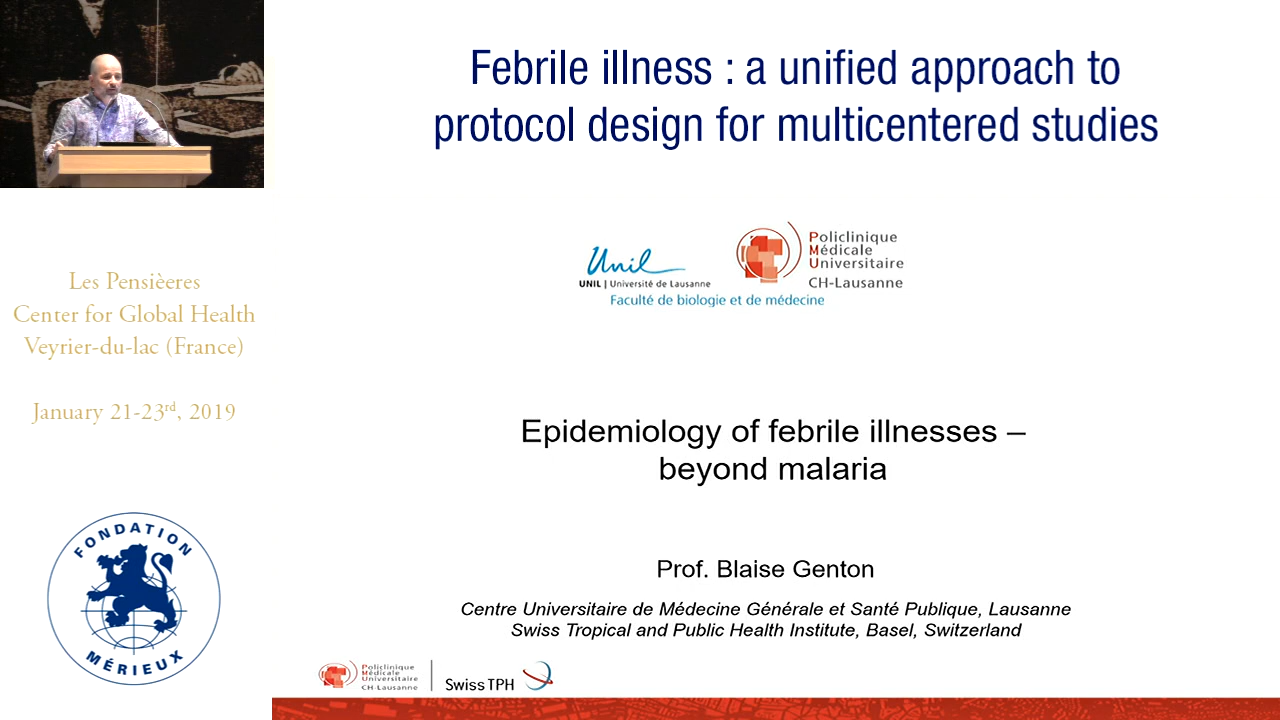 Febrile illness : a unified approach to
protocol design for multicentered studies
Unil
UNIL | Université de Lausanne
Faculté de biologie et de médecine
Policlinique
Médicale
Universitaire
CH-Lausanne
Les Pensièeres
Center for Global Health
Veyrier-du-lac (France)
January 21-23rd, 2019
Epidemiology of febrile illnesses –
beyond malaria
FONDATION
MÉRIEUX
Prof. Blaise Genton
Centre Universitaire de Médecine Générale et Santé Publique, Lausanne
Swiss Tropical and Public Health Institute, Basel, Switzerland
Policlinique
Médicale
Universitaire
CH-Lausanne
Swiss TPH